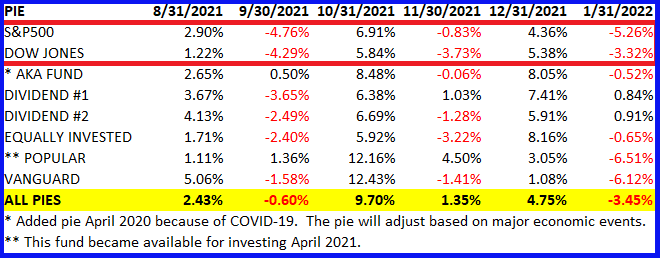 PIE 8/31/2021 9/30/2021 10/31/2021 11/30/2021 12/31/2021 1/31/2022
S&P500 2.90% -4.76% 6.91% -0.83% 4.36% -5.26%
DOW JONES 1.22% -4.29% 5.84% -3.73% 5.38% -3.32%
* AKA FUND 2.65% 0.50% 8.48% -0.06% 8.05% -0.52%
DIVIDEND #1 3.67% -3.65% 6.38% 1.03% 7.41% 0.84%
DIVIDEND #2 4.13% -2.49% 6.69% -1.28% 5.91% 0.91%
EQUALLY INVESTED 1.71% -2.40% 5.92% -3.22% 8.16% -0.65%
** POPULAR 1.11% 1.36% 12.16% 4.50% 3.05% -6.51%
VANGUARD 5.06% -1.58% 12.43% -1.41% 1.08% -6.12%
ALL PIES 2.43% -0.60% 9.70% 1.35% 4.75% -3.45%
* Added pie April 2020 because of COVID-19. The pie will adjust based on major economic events.
** This fund became available for investing April 2021.